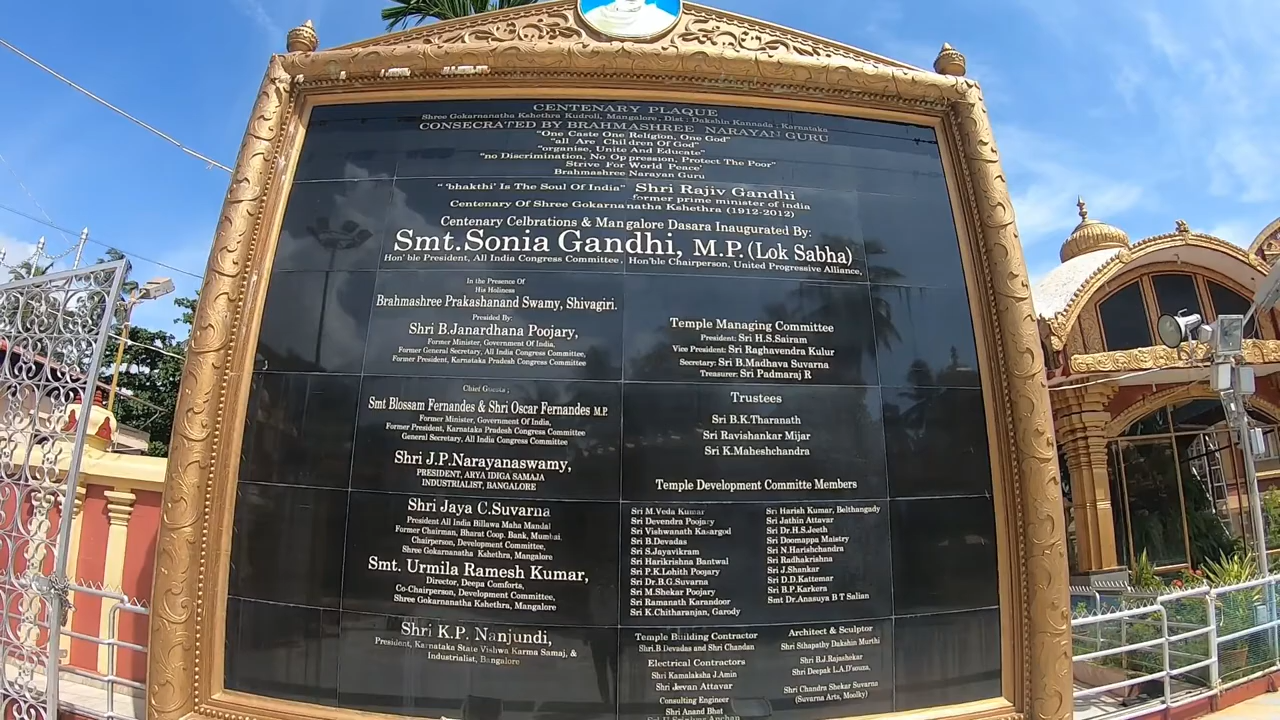 CENTENARY PLAQUE
Shree Gokarnanatha Kshethra Kudroli, Mangalore, Dist : Dakshin Kannada : Karnataka
CONSECRATED BY BRAHMASHREE NARAYAN GURU
"One Caste One Religion, One God"
"all Are Children Of God"
"organise, Unite And Educate"
"no Discrimination, No Oppression, Protect The Poor"
Strive For World Peace'
Brahmashree Narayan Guru
" 'bhakthi' Is The Soul Of India" Shri Rajiv Gandhi
former prime minister of india
Centenary Of Shree Gokarnanatha Kshethra (1912-2012)
Centenary Celbrations & Mangalore Dasara Inaugurated By:
Smt.Sonia Gandhi, M.P. (Lok Sabha)
Hon'ble President, All India Congress Committee, Hon'ble Chairperson, United Progressive Alliance,
In the Presence Of
His Holiness
Brahmashree Prakashanand Swamy, Shivagiri.
Presided By:
Shri B.Janardhana Poojary,
Former Minister, Government Of India,
Former General Secretary, All India Congress Committee,
Former President, Karnataka Pradesh Congress Committee
Chief Guests ;
Smt Blossam Fernandes & Shri Oscar Fernandes M.P.
Former Minister, Government Of India,
Former President, Karnataka Pradesh Congress Committee
General Secretary, All India Congress Committee
Shri J.P.Narayanaswamy,
PRESIDENT, ARYA IDIGA SAMAJA
INDUSTRIALIST, BANGALORE
Shri Jaya C.Suvarna
President All India Billawa Maha Mandal
Former Chairman, Bharat Coop. Bank, Mumbai,
Chairperson, Development Committee,
Shree Gokarnanatha Kshethra, Mangalore
Smt. Urmila Ramesh Kumar,
Director, Deepa Comforts,
Co-Chairperson, Development Committee,
Shree Gokarnanatha Kshethra, Mangalore
Shri K.P. Nanjundi,
President, Karnataka State Vishwa Karma Samaj, &
Industrialist, Bangalore
Temple Managing Committee
President: Sri H.S.Sairam
Vice President: Sri Raghavendra Kulur
Secretary: Sri B.Madhava Suvarna
Treasurer: Sri Padmaraj R
Trustees
Sri B.K.Tharanath
Sri Ravishankar Mijar
Sri K.Maheshchandra
Temple Development Committe Members
Sri M.Veda Kumar
Sri Devendra Poojary
Sri Vishwanath Kasargod
Sri B.Devadas
Sri S.Jayavikram
Sri Harikrishna Bantwal
Sri P.K.Lohith Poojary
Sri Dr.B.G.Suvarna
Sri M.Shekar Poojary
Sri Ramanath Karandoor
Sri K.Chitharanjan, Garody
Sri Harish Kumar, Belthangady
Sri Jathin Attavar
Sri Dr.H.S.Jeeth
Sri Doomappa Maistry
Sri N.Harishchandra
Sri Radhakrishna
Sri J.Shankar
Sri D.D.Kattemar
Sri B.P.Karkera
Smt Dr.Anasuya B T Salian
Temple Building Contractor
Shri.B Devadas and Shri Chandan
Electrical Contractors
Sri Kamalaksha J.Amin
Sri Jeevan Attavar
Consulting Engineer
Sri Anand Bhat
Architect & Sculptor
Shri Sthapathy Dakshin Murthi
Shri B.J.Rajashekar
Shri Deepak L.A.D'souza,
Shri Chandra Shekar Suvarna
(Suvarna Arts, Moolky)